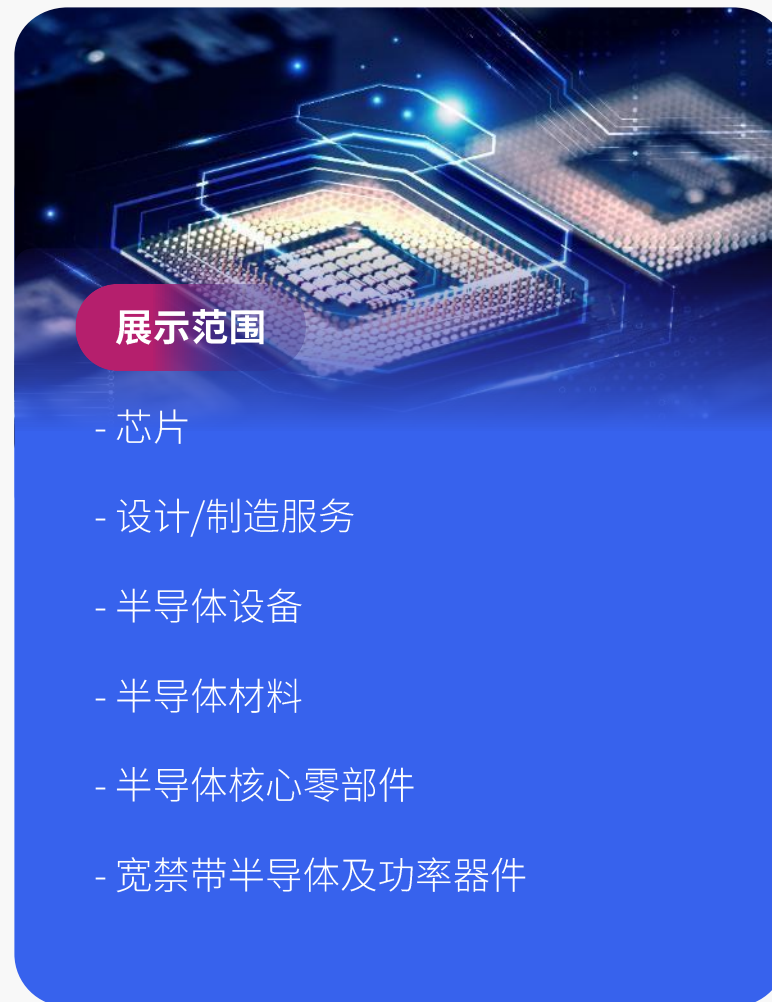 展示范围
- 芯片
- 设计/制造服务
- 半导体设备
- 半导体材料
- 半导体核心零部件
- 宽禁带半导体及功率器件